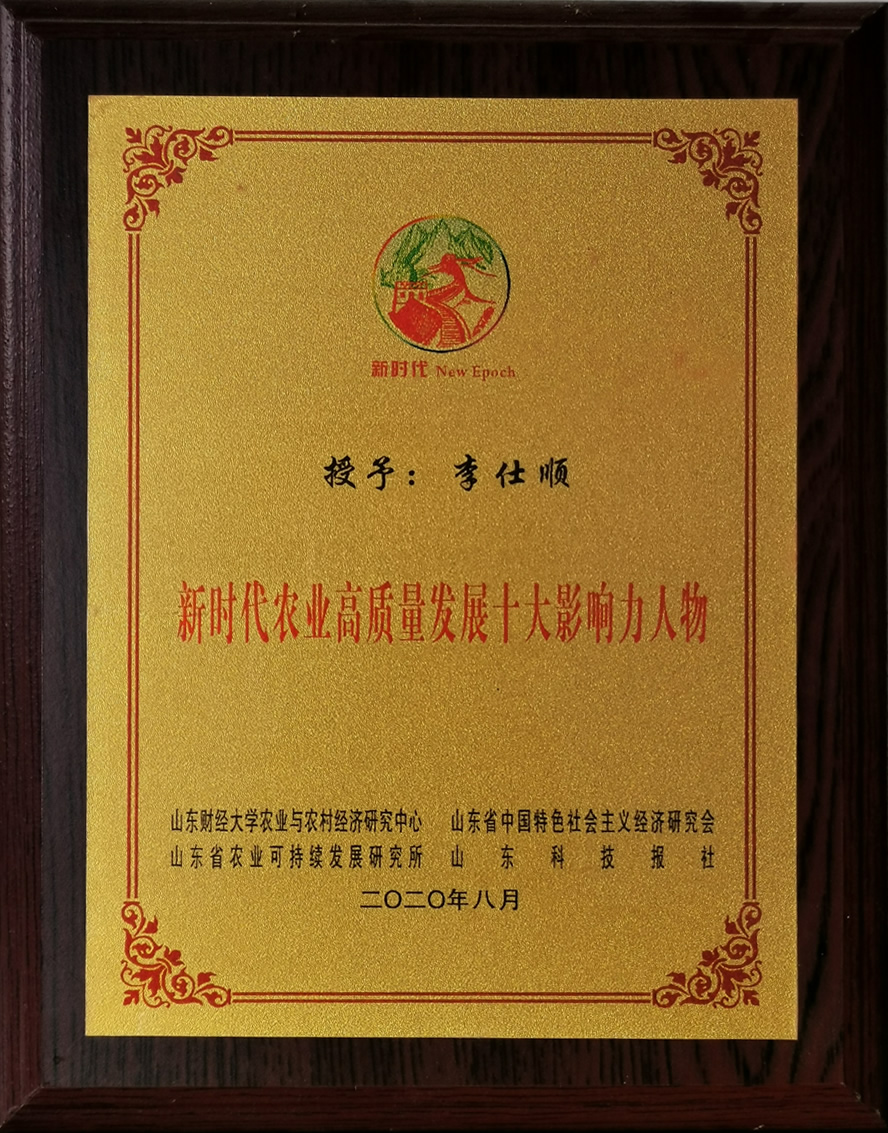 新时代 New Epoch
授予：李仕顺
新时代农业高质量发展十大影响力人物
山东财经大学农业与农村经济研究中心 山东省中国特色社会主义经济研究会
山东省农业可持续发展研究所 山东科技报社
二〇二〇年八月